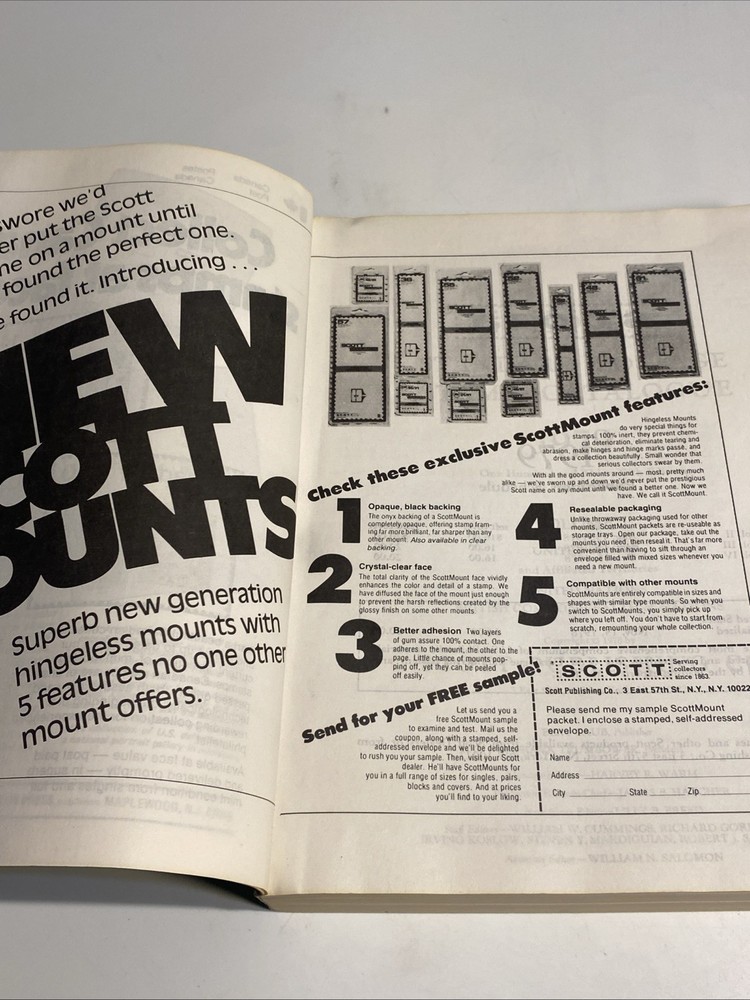 swore we'd
put the Scott
on a mount until
found the perfect one.
found it. Introducing . . .
NEW
SCOTT
MOUNTS
Superb new generation
hingeless mounts with
5 features no one other
mount offers.
Check these exclusive ScottMount features:
Hingeless Mounts
do very special things for
stamps. 100% inert, they prevent chemi-
cal deterioration, eliminate tearing and
abrasion, make hinges and hinge marks passé, and
dress a collection beautifully. Small wonder that
serious collectors swear by them.
With all the good mounts around — most, pretty much
alike — we've sworn up and down we'd never put the prestigious
Scott name on any mount until we found a better one. Now we
have. We call it ScottMount.
1 Opaque, black backing
The onyx backing of a ScottMount is
completely opaque, offering stamp fram-
ing far more brilliant, far sharper than any
other mount. Also available in clear
backing.
2 Crystal-clear face
The total clarity of the ScottMount face vividly
enhances the color and detail of a stamp. We
have diffused the face of the mount just enough
to prevent the harsh reflections created by the
glossy finish on some other mounts.
3 Better adhesion Two layers
of gum assure 100% contact. One
adheres to the mount, the other to the
page. Little chance of mounts pop-
ping off, yet they can be peeled
off easily.
4 Resealable packaging
Unlike throwaway packaging used for other
mounts, ScottMount packets are re-useable as
storage trays. Open our package, take out the
mounts you need, then reseal it. That's far more
convenient than having to sift through an
envelope filled with mixed sizes whenever you
need a new mount.
5 Compatible with other mounts
ScottMounts are entirely compatible in sizes and
shapes with similar type mounts. So when you
switch to ScottMounts, you simply pick up
where you left off. You don't have to start from
scratch, remounting your whole collection.
Send for your FREE sample!
Let us send you a
free ScottMount sample
to examine and test. Mail us the
coupon, along with a stamped, self-
addressed envelope and we'll be delighted
to rush you your sample. Then, visit your Scott
dealer. He'll have ScottMounts for
you in a full range of sizes for singles, pairs,
blocks and covers. And at prices
you'll find to your liking.
SCOTT Serving
collectors
since 1863.
Scott Publishing Co., 3 East 57th St., N.Y., N.Y. 10022
Please send me my sample ScottMount
packet. I enclose a stamped, self-addressed
envelope.
Name
Address
City State Zip